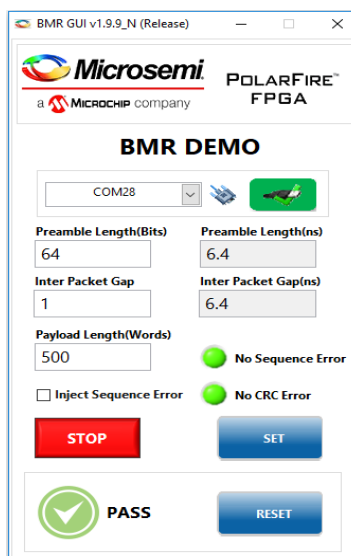 BMR GUI v1.9.9_N (Release)
Microsemi.
a MICROCHIP company
POLARFIRE™
FPGA
BMR DEMO
COM28
Preamble Length(Bits) Preamble Length(ns)
64 6.4
Inter Packet Gap Inter Packet Gap(ns)
1 6.4
Payload Length(Words)
500
No Sequence Error
Inject Sequence Error No CRC Error
STOP SET
PASS RESET